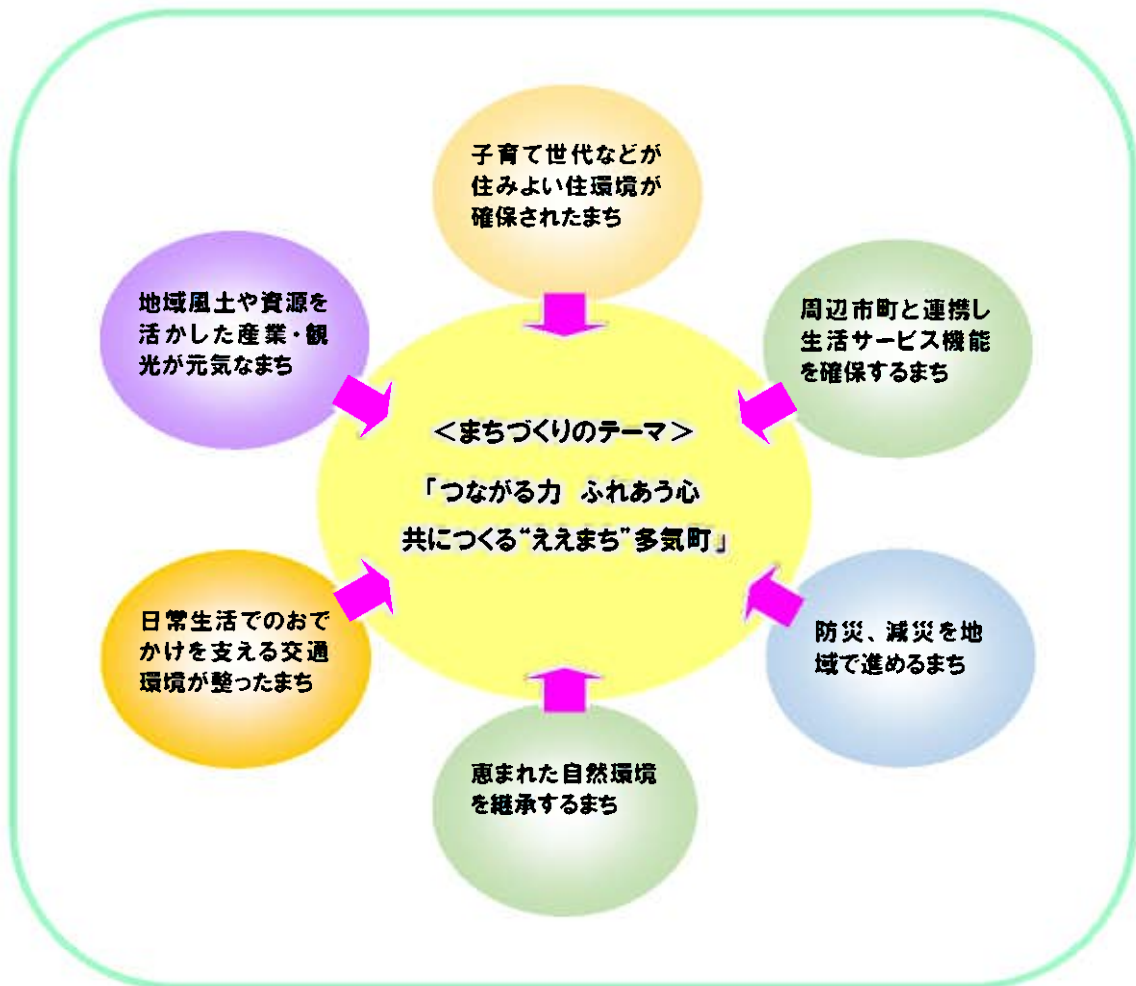 子育て世代などが
住みよい住環境が
確保されたまち
地域風土や資源を
活かした産業・観
光が元気なまち
周辺市町と連携し
生活サービス機能
を確保するまち
＜まちづくりのテーマ＞
「つながる力　ふれあう心
共につくる“ええまち”多気町」
日常生活でのおで
かけを支える交通
環境が整ったまち
防災、減災を地
域で進めるまち
恵まれた自然環境
を継承するまち